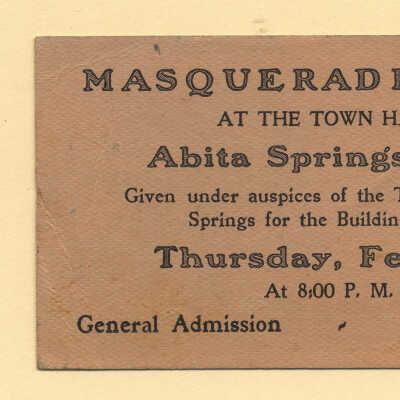 MASQUERADE
AT THE TOWN HA
Abita Springs
Given under auspices of the T
Springs for the Buildin
Thursday, Fe
At 8:00 P. M.
General Admission